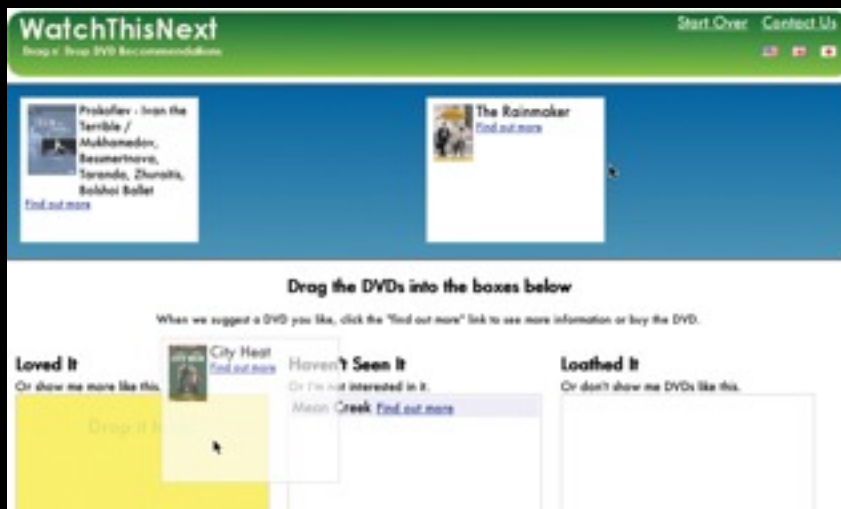 WatchThisNext
Start Over Contact Us
Drag n' Drop DVD Recommendations
Prokofiev - Ivan the
Terrible /
Mukhamedov,
Bessmertnova,
Taranda, Zhuraitis,
Bolshoi Ballet
Find out more
The Rainmaker
Find out more
Drag the DVDs into the boxes below
When we suggest a DVD you like, click the "find out more" link to see more information or buy the DVD.
City Heat
Find out more
Loved It
Or show me more like this.
Drop it
Haven't Seen It
Or I'm not interested in it.
Mean Creek Find out more
Loathed It
Or don't show me DVDs like this.